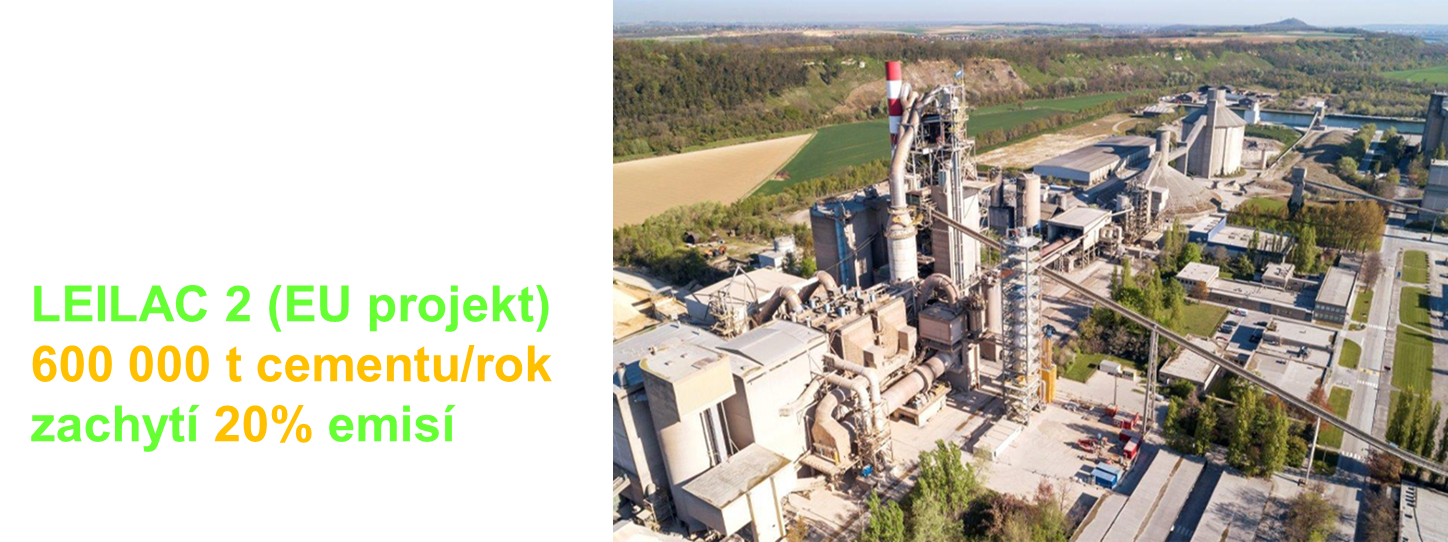 LEILAC 2 (EU projekt)
600 000 t cementu/rok
zachytí 20% emisí